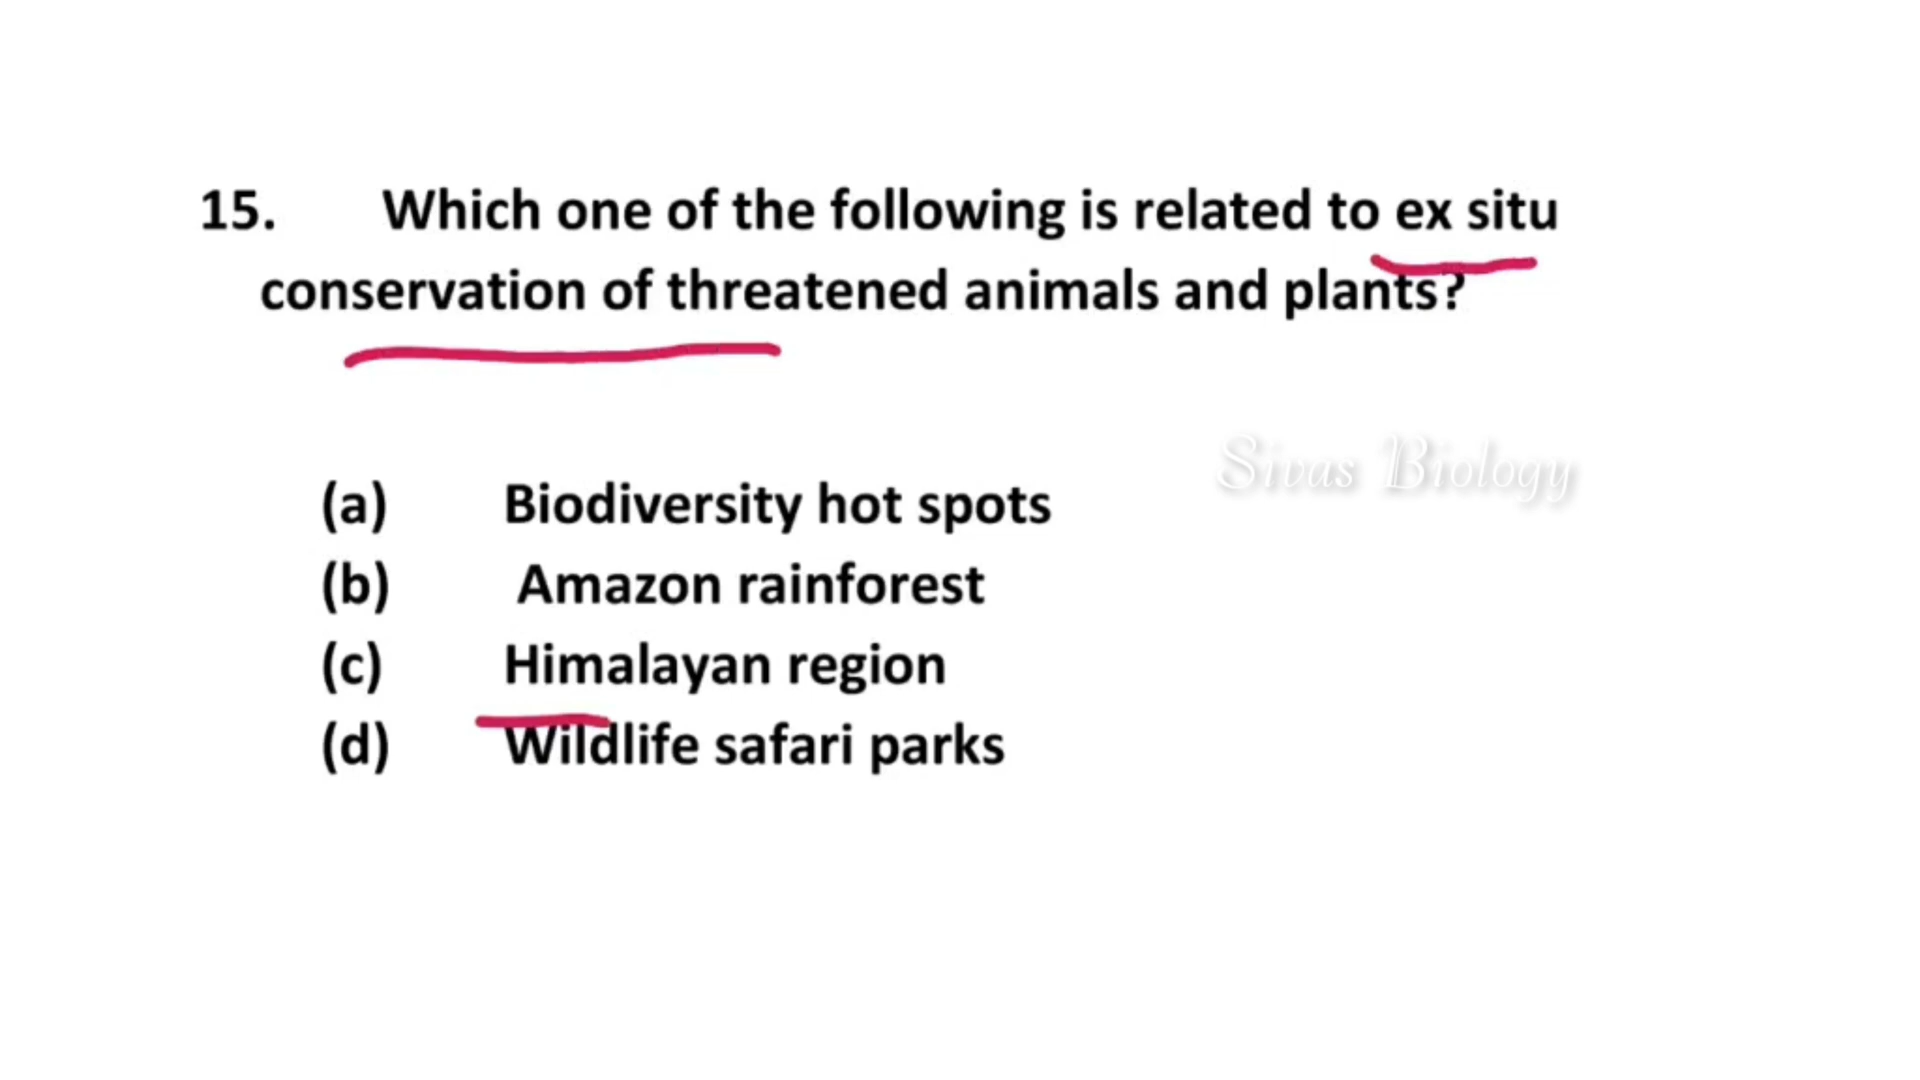 15. Which one of the following is related to ex situ
conservation of threatened animals and plants?
Sivas Biology
(a) Biodiversity hot spots
(b) Amazon rainforest
(c) Himalayan region
(d) Wildlife safari parks